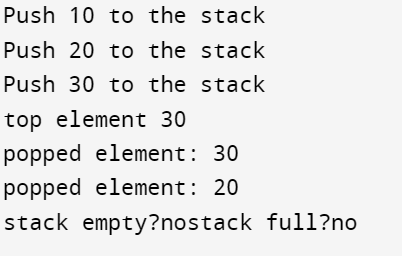 Push 10 to the stack
Push 20 to the stack
Push 30 to the stack
top element 30
popped element: 30
popped element: 20
stack empty?nostack full?no